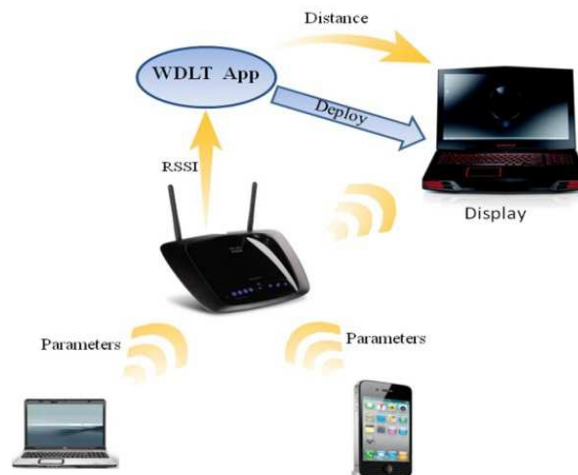 Distance
WDLT App
Deploy
RSSI
Display
Parameters
Parameters